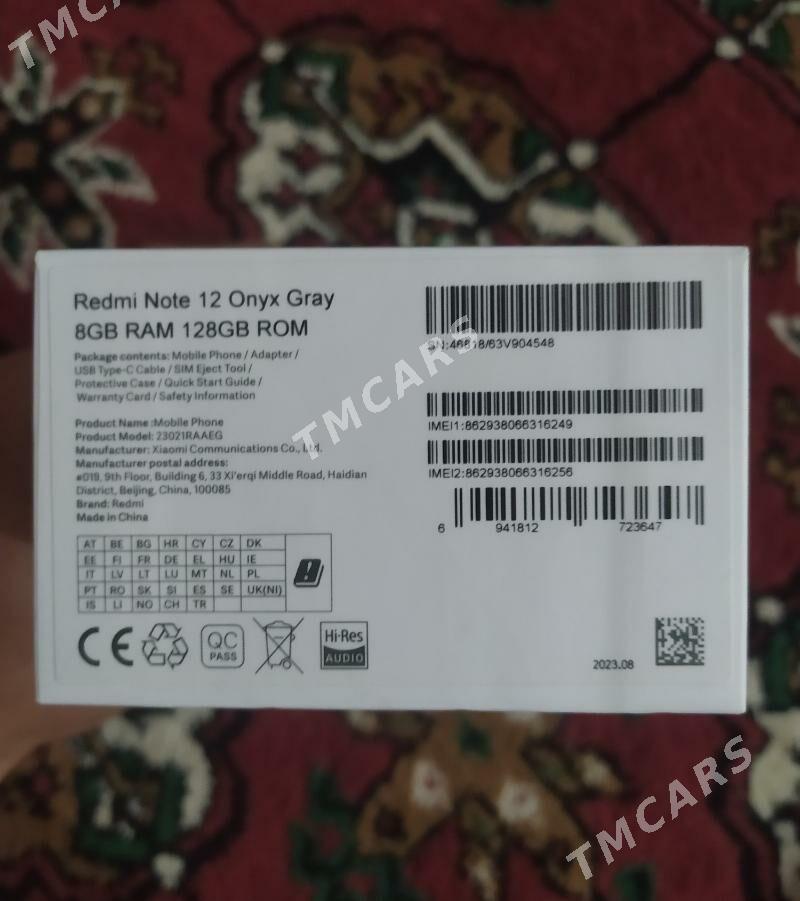 TMCARS
Redmi Note 12 Onyx Gray
8GB RAM 128GB ROM
Package contents: Mobile Phone / Adapter /
USB Type-C Cable / SIM Eject Tool /
Protective Case / Quick Start Guide /
Warranty Card / Safety Information
Product Name :Mobile Phone
Product Model: 23021RAAEG
Manufacturer: Xiaomi Communications Co., Ltd.
Manufacturer postal address:
#019, 9th Floor, Building 6, 33 Xi'erqi Middle Road, Haidian
District, Beijing, China, 100085
Brand: Redmi
Made in China
SN:46818/63V904548
TMCARS
IMEI1:862938066316249
IMEI2:862938066316256
6 941812 723647
AT BE BG HR CY CZ DK
EE FI FR DE EL HU IE
IT LV LT LU MT NL PL
PT RO SK SI ES SE UK(NI)
IS LI NO CH TR
CE
QC
PASS
Hi-Res
AUDIO
2023.08
TMCARS